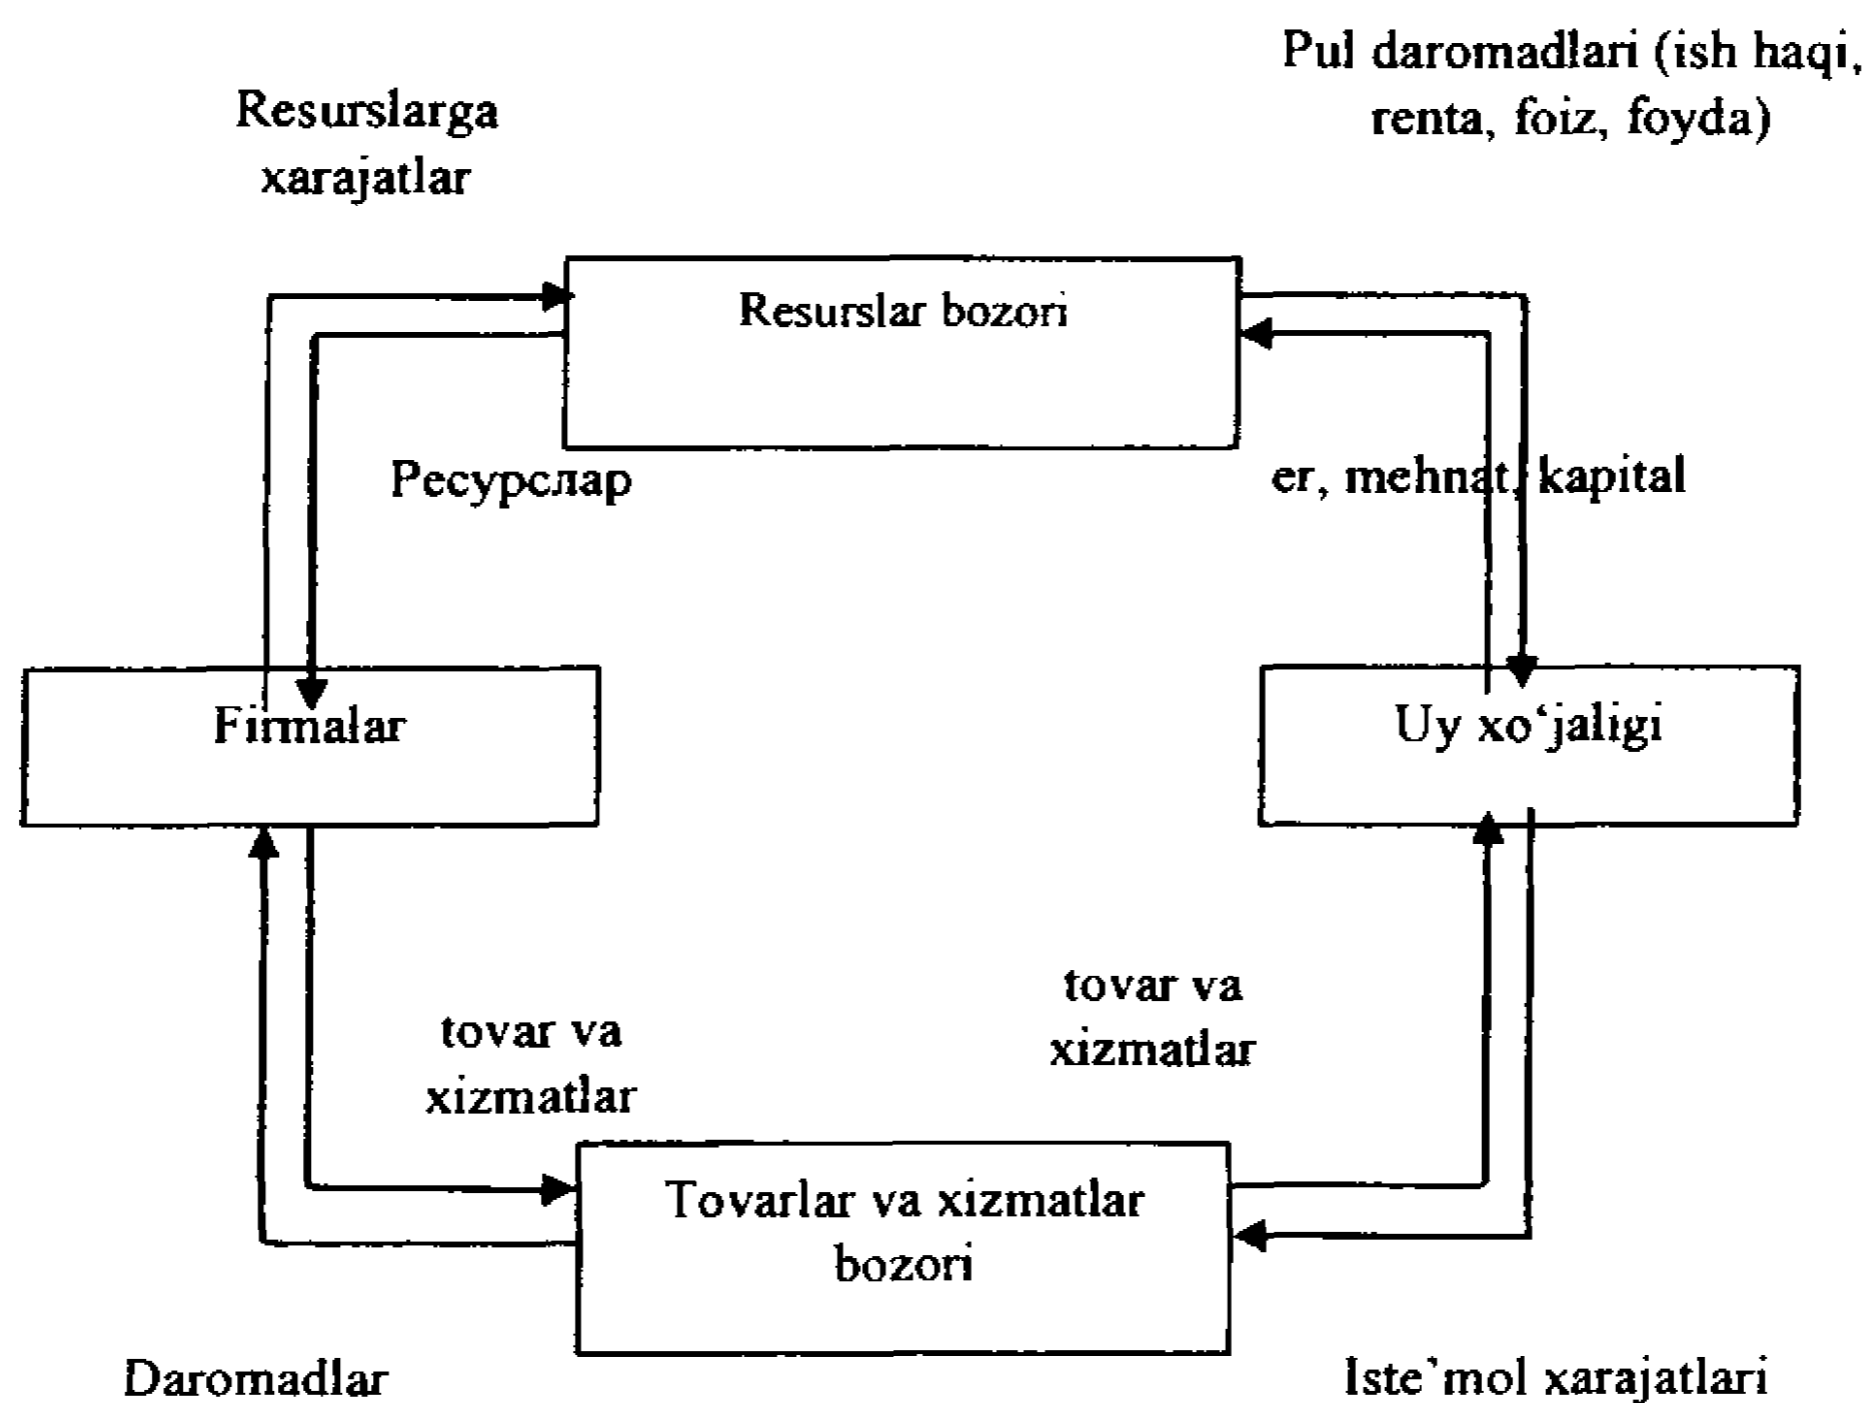 Pul daromadlari (ish haqi,
renta, foiz, foyda)
Resurslarga
xarajatlar
Resurslar bozori
Ресурслар
er, mehnat, kapital
Firmalar
Uy xo‘jaligi
tovar va
xizmatlar
tovar va
xizmatlar
Tovarlar va xizmatlar
bozori
Daromadlar
Iste`mol xarajatlari